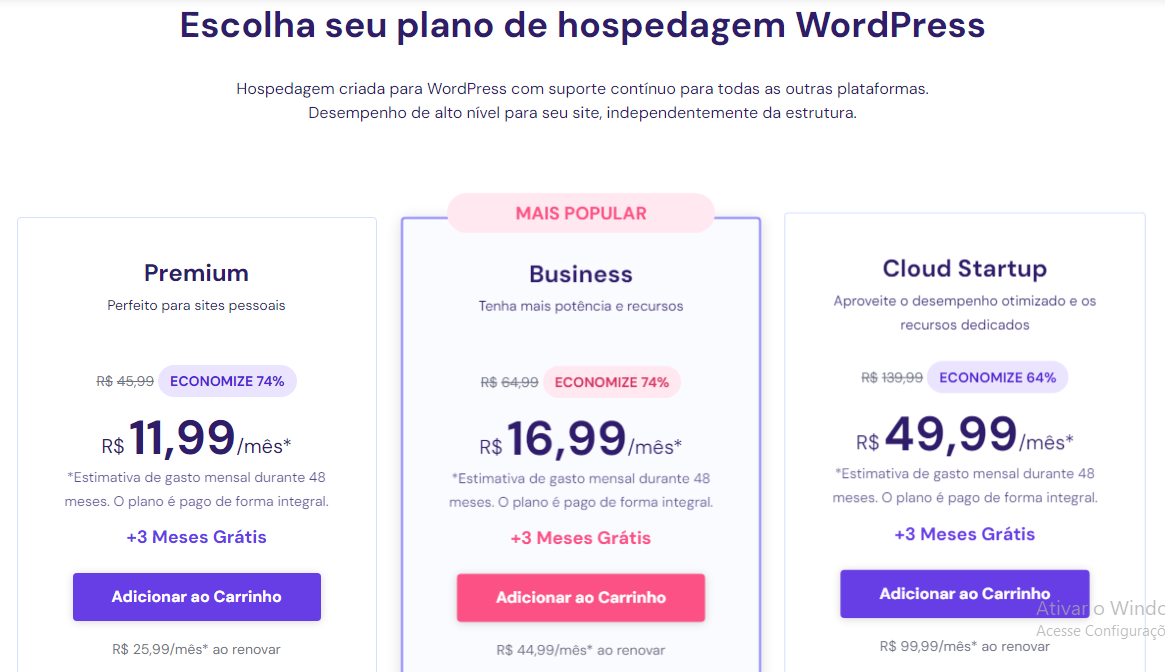 Escolha seu plano de hospedagem WordPress
Hospedagem criada para WordPress com suporte contínuo para todas as outras plataformas.
Desempenho de alto nível para seu site, independentemente da estrutura.
Premium
Perfeito para sites pessoais
R$ 45,99 ECONOMIZE 74%
R$ 11,99/mês*
*Estimativa de gasto mensal durante 48
meses. O plano é pago de forma integral.
+3 Meses Grátis
Adicionar ao Carrinho
R$ 25,99/mês* ao renovar
MAIS POPULAR
Business
Tenha mais potência e recursos
R$ 64,99 ECONOMIZE 74%
R$ 16,99/mês*
*Estimativa de gasto mensal durante 48
meses. O plano é pago de forma integral.
+3 Meses Grátis
Adicionar ao Carrinho
R$ 44,99/mês* ao renovar
Cloud Startup
Aproveite o desempenho otimizado e os
recursos dedicados
R$ 139,99 ECONOMIZE 64%
R$ 49,99/mês*
*Estimativa de gasto mensal durante 48
meses. O plano é pago de forma integral.
+3 Meses Grátis
Adicionar ao Carrinho
R$ 99,99/mês* ao renovar
Ativar o Windo
Acesse Configuraçõ